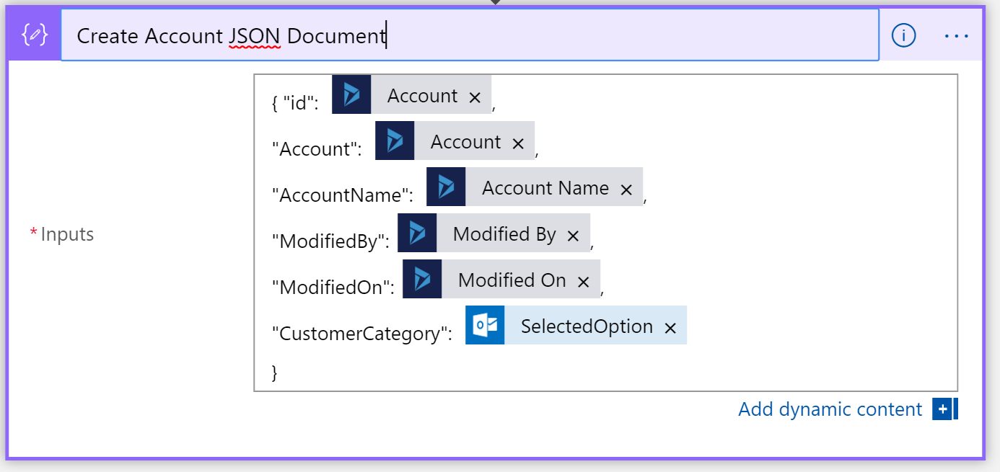 Create Account JSON Document
{ "id": Account ×,
"Account": Account ×,
"AccountName": Account Name ×,
* Inputs
"ModifiedBy": Modified By ×,
"ModifiedOn": Modified On ×,
"CustomerCategory": SelectedOption ×
}
Add dynamic content